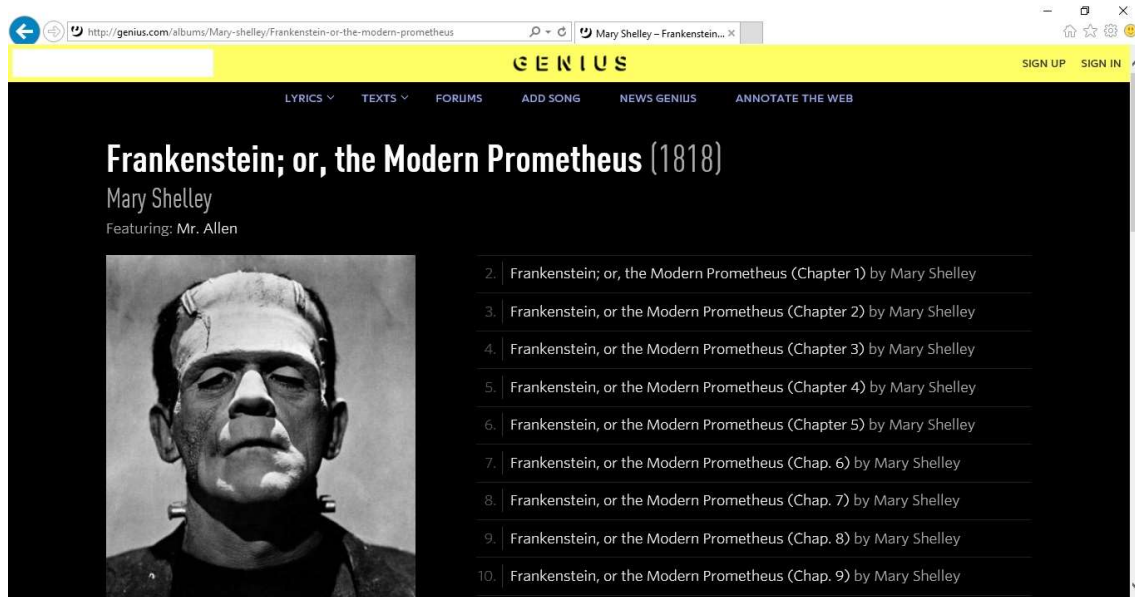 http://genius.com/albums/Mary-shelley/Frankenstein-or-the-modern-prometheus
Mary Shelley – Frankenstein...
GENIUS
SIGN UP SIGN IN
LYRICS TEXTS FORUMS ADD SONG NEWS GENIUS ANNOTATE THE WEB
Frankenstein; or, the Modern Prometheus (1818)
Mary Shelley
Featuring: Mr. Allen
2. Frankenstein; or, the Modern Prometheus (Chapter 1) by Mary Shelley
3. Frankenstein, or the Modern Prometheus (Chapter 2) by Mary Shelley
4. Frankenstein, or the Modern Prometheus (Chapter 3) by Mary Shelley
5. Frankenstein, or the Modern Prometheus (Chapter 4) by Mary Shelley
6. Frankenstein, or the Modern Prometheus (Chapter 5) by Mary Shelley
7. Frankenstein, or the Modern Prometheus (Chap. 6) by Mary Shelley
8. Frankenstein, or the Modern Prometheus (Chap. 7) by Mary Shelley
9. Frankenstein, or the Modern Prometheus (Chap. 8) by Mary Shelley
10. Frankenstein, or the Modern Prometheus (Chap. 9) by Mary Shelley